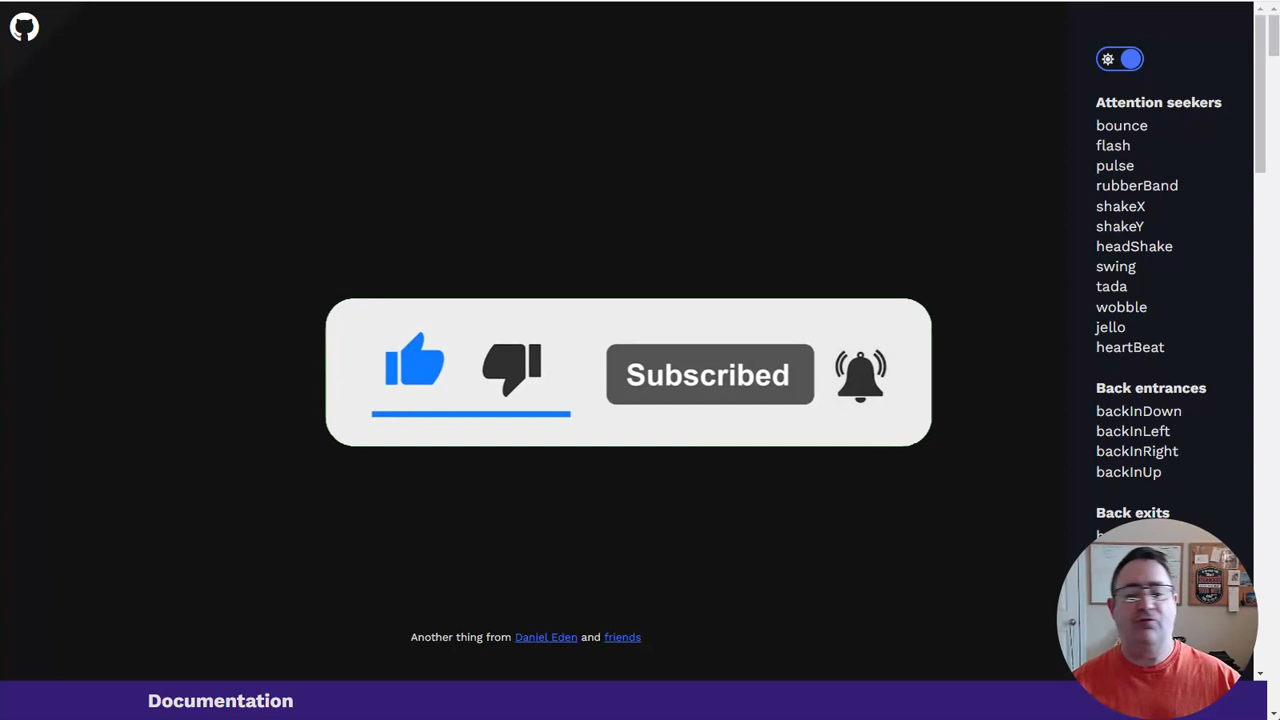 Attention seekers
bounce
flash
pulse
rubberBand
shakeX
shakeY
headShake
swing
tada
wobble
jello
heartBeat
Back entrances
backInDown
backInLeft
backInRight
backInUp
Back exits
Subscribed
Another thing from Daniel Eden and friends
Documentation